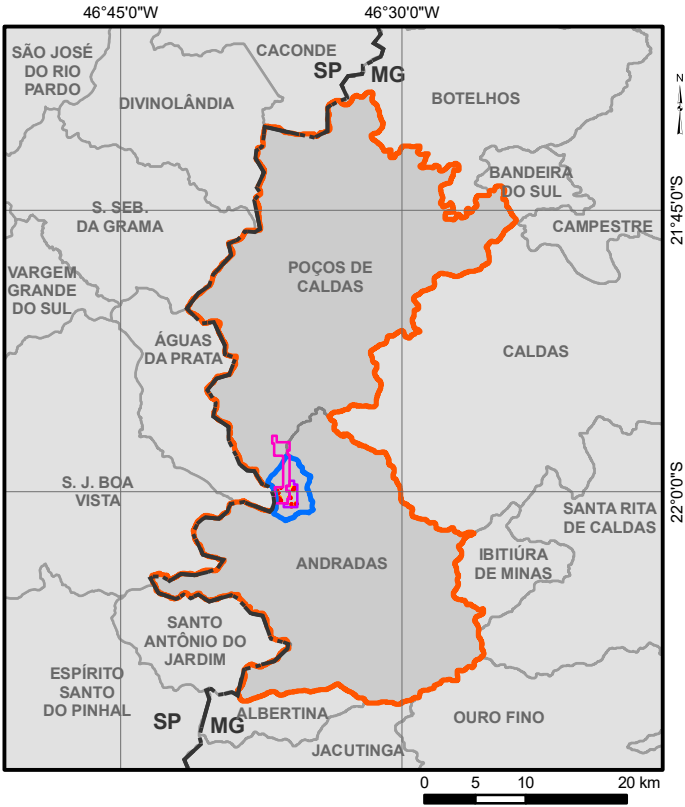 46°45'0"W
46°30'0"W
SÃO JOSÉ
DO RIO
PARDO
CACONDE
SP
MG
N
DIVINOLÂNDIA
BOTELHOS
BANDEIRA
DO SUL
21°45'0"S
S. SEB.
DA GRAMA
CAMPESTRE
VARGEM
GRANDE
DO SUL
POÇOS DE
CALDAS
ÁGUAS
DA PRATA
CALDAS
S. J. BOA
VISTA
22°0'0"S
SANTA RITA
DE CALDAS
ANDRADAS
IBITIÚRA
DE MINAS
SANTO
ANTÔNIO DO
JARDIM
ESPÍRITO
SANTO
DO PINHAL
SP
MG
ALBERTINA
OURO FINO
JACUTINGA
0 5 10 20 km